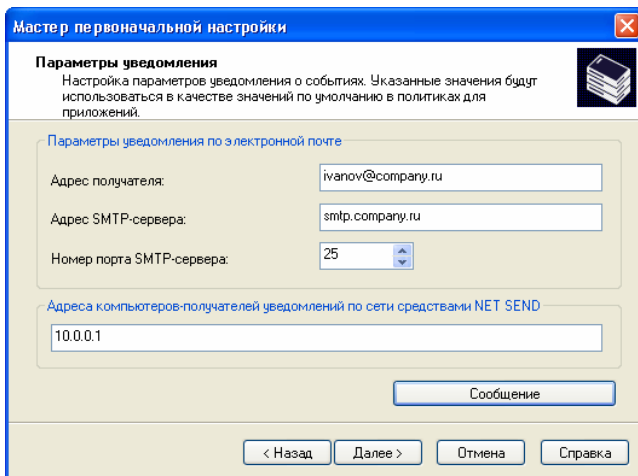 Мастер первоначальной настройки
Параметры уведомления
Настройка параметров уведомления о событиях. Указанные значения будут
использоваться в качестве значений по умолчанию в политиках для
приложений.
Параметры уведомления по электронной почте
Адрес получателя:
ivanov@company.ru
Адрес SMTP-сервера:
smtp.company.ru
Номер порта SMTP-сервера:
25
Адреса компьютеров-получателей уведомлений по сети средствами NET SEND
10.0.0.1
Сообщение
< Назад
Далее >
Отмена
Справка